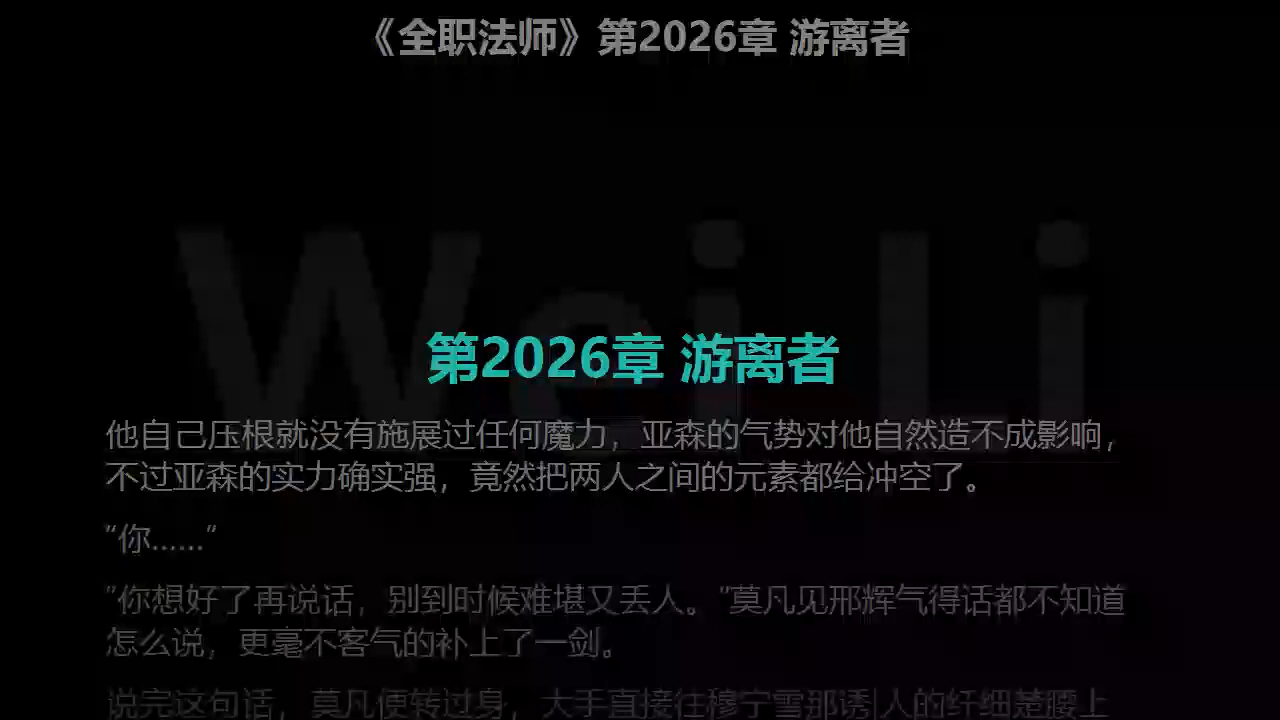 《全职法师》第2026章 游离者
Wei Li
第2026章 游离者
他自己压根就没有施展过任何魔力，亚森的气势对他自然造不成影响，
不过亚森的实力确实强，竟然把两人之间的元素都给冲空了。
“你……”
“你想好了再说话，别到时候难堪又丢人。”莫凡见邢辉气得话都不知道
怎么说，更毫不客气的补上了一剑。
说完这句话，莫凡便转过身，大手直接往穆宁雪那诱人的纤细楚腰上